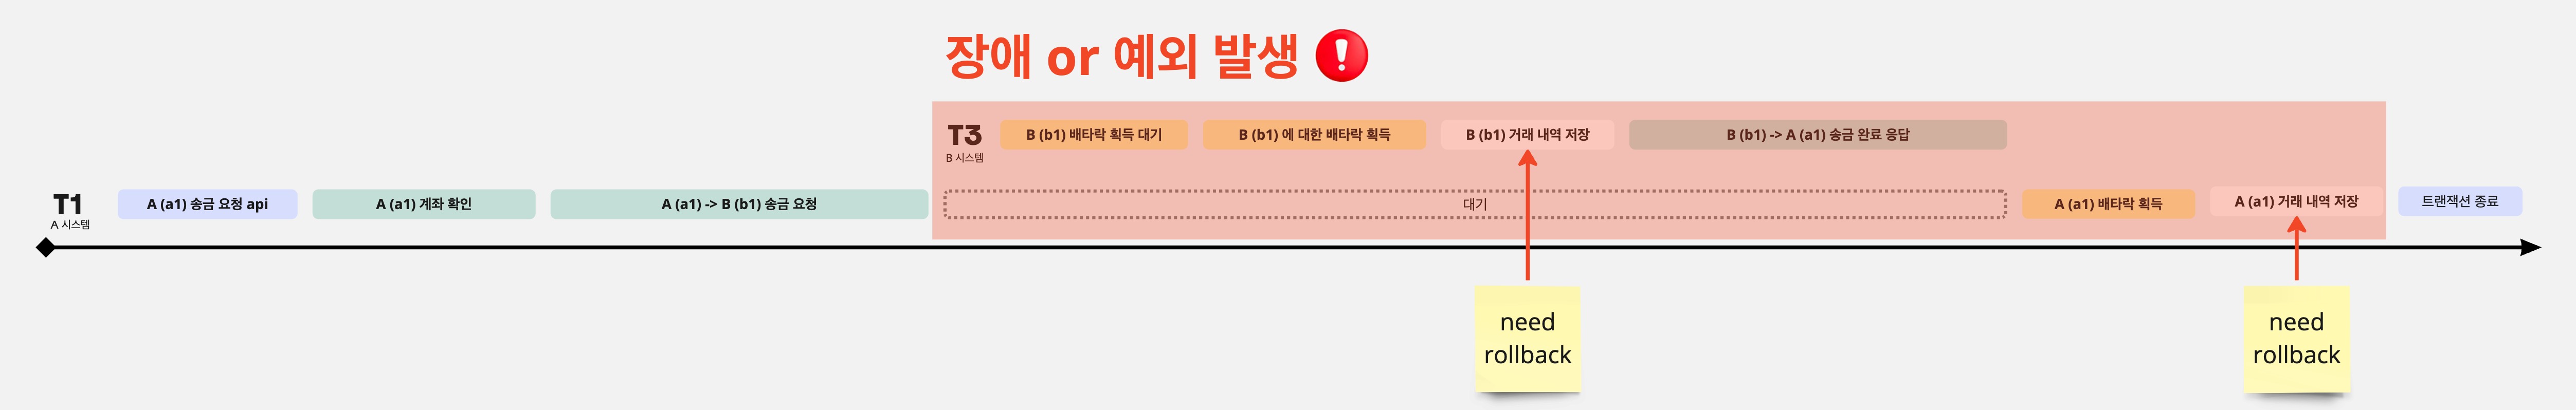 장애 or 예외 발생
T3
B 시스템
B (b1) 배타락 획득 대기
B (b1) 에 대한 배타락 획득
B (b1) 거래 내역 저장
B (b1) -> A (a1) 송금 완료 응답
T1
A 시스템
A (a1) 송금 요청 api
A (a1) 계좌 확인
A (a1) -> B (b1) 송금 요청
대기
A (a1) 배타락 획득
A (a1) 거래 내역 저장
트랜잭션 종료
need
rollback
need
rollback